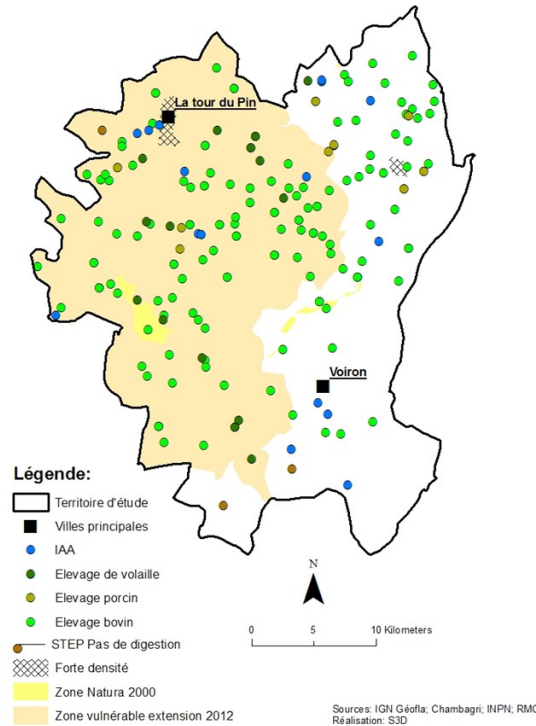 La tour du Pin
Voiron
Légende:
Territoire d'étude
Villes principales
IAA
Elevage de volaille
Elevage porcin
Elevage bovin
STEP Pas de digestion
Forte densité
Zone Natura 2000
Zone vulnérable extension 2012
N
0 5 10 Kilometers
Sources: IGN Géofla; Chambagri; INPN; RMC
Réalisation: S3D